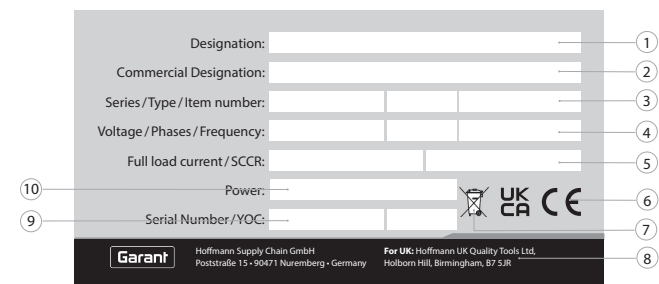 Designation:
1
Commercial Designation:
2
Series/Type/Item number:
3
Voltage/Phases/Frequency:
4
Full load current/SCCR:
5
10
Power:
UK
CA
CE
6
9
Serial Number/YOC:
7
Garant
Hoffmann Supply Chain GmbH
Poststraße 15 • 90471 Nuremberg • Germany
For UK: Hoffmann UK Quality Tools Ltd,
Holborn Hill, Birmingham, B7 5JR
8